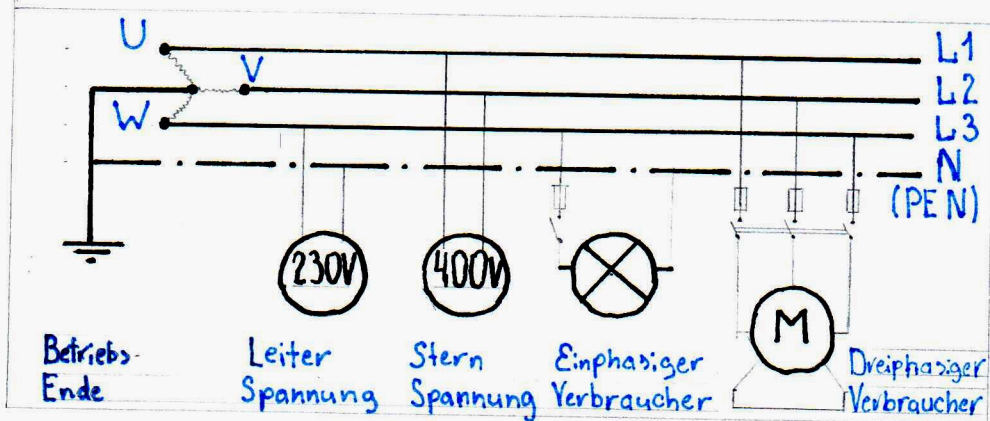 U
L1
V
L2
W
L3
N
(PEN)
230V
400V
M
Betriebs-
Ende
Leiter
Spannung
Stern
Spannung
Einphasiger
Verbraucher
Dreiphasiger
Verbraucher